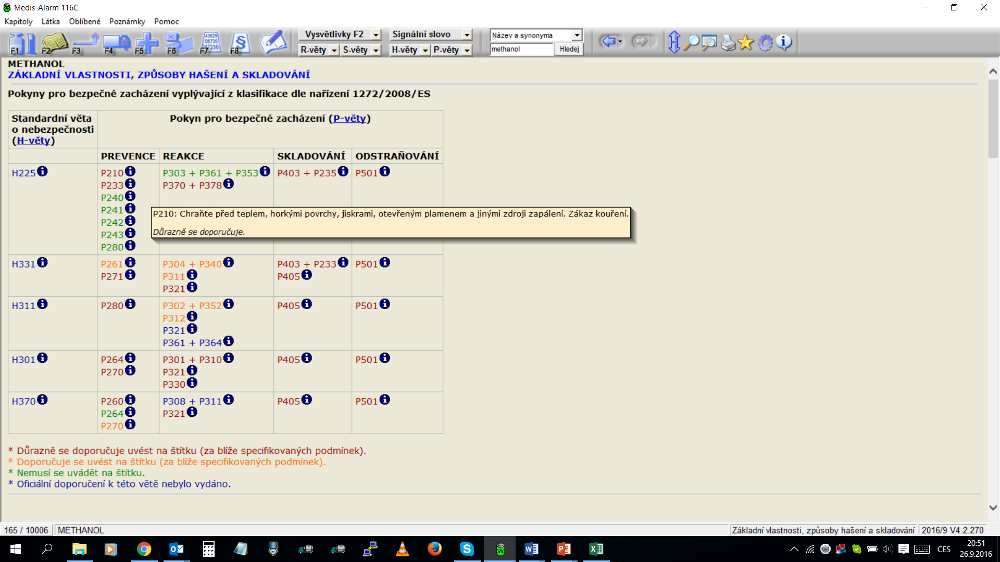 Medis-Alarm 116C
Kapitoly Látka Oblíbené Poznámky Pomoc
F1 F2 F3 F4 F5 F6 F7 F8
Vysvětlivky F2 Signální slovo Název a synonyma
R-věty S-věty H-věty P-věty methanol Hledej
METHANOL
ZÁKLADNÍ VLASTNOSTI, ZPŮSOBY HAŠENÍ A SKLADOVÁNÍ
Pokyny pro bezpečné zacházení vyplývající z klasifikace dle nařízení 1272/2008/ES
Standardní věta o nebezpečnosti (H-věty)
Pokyn pro bezpečné zacházení (P-věty)
PREVENCE REAKCE SKLADOVÁNÍ ODSTRAŇOVÁNÍ
H225 P210 P303 + P361 + P353 P403 + P235 P501
P233 P370 + P378
P240
P241
P242
P243
P280
P210: Chraňte před teplem, horkými povrchy, jiskrami, otevřeným plamenem a jinými zdroji zapálení. Zákaz kouření.
Důrazně se doporučuje.
H331 P261 P304 + P340 P403 + P233 P501
P271 P311 P405
P321
H311 P280 P302 + P352 P405 P501
P312
P321
P361 + P364
H301 P264 P301 + P310 P405 P501
P270 P321
P330
H370 P260 P308 + P311 P405 P501
P264 P321
P270
* Důrazně se doporučuje uvést na štítku (za blíže specifikovaných podmínek).
* Doporučuje se uvést na štítku (za blíže specifikovaných podmínek).
* Nemusí se uvádět na štítku.
* Oficiální doporučení k této větě nebylo vydáno.
165 / 10006 METHANOL Základní vlastnosti, způsoby hašení a skladování 2016/9 V4.2.270
CES 20:51
26.9.2016